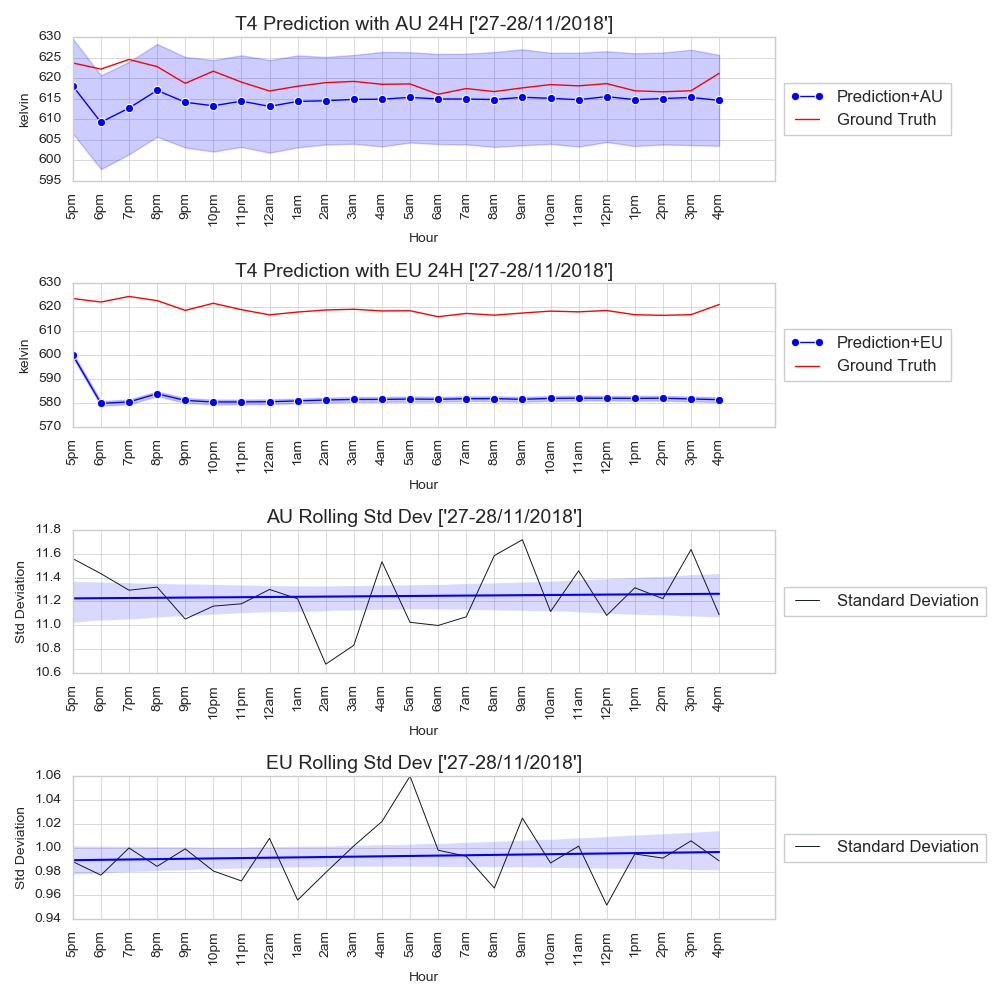 T4 Prediction with AU 24H ['27-28/11/2018']
630
625
620
615
610
605
600
595
kelvin
5pm 6pm 7pm 8pm 9pm 10pm 11pm 12am 1am 2am 3am 4am 5am 6am 7am 8am 9am 10am 11am 12pm 1pm 2pm 3pm 4pm
Hour
Prediction+AU
Ground Truth
T4 Prediction with EU 24H ['27-28/11/2018']
630
620
610
600
590
580
570
kelvin
5pm 6pm 7pm 8pm 9pm 10pm 11pm 12am 1am 2am 3am 4am 5am 6am 7am 8am 9am 10am 11am 12pm 1pm 2pm 3pm 4pm
Hour
Prediction+EU
Ground Truth
AU Rolling Std Dev ['27-28/11/2018']
11.8
11.6
11.4
11.2
11.0
10.8
10.6
Std Deviation
5pm 6pm 7pm 8pm 9pm 10pm 11pm 12am 1am 2am 3am 4am 5am 6am 7am 8am 9am 10am 11am 12pm 1pm 2pm 3pm 4pm
Hour
Standard Deviation
EU Rolling Std Dev ['27-28/11/2018']
1.06
1.04
1.02
1.00
0.98
0.96
0.94
Std Deviation
5pm 6pm 7pm 8pm 9pm 10pm 11pm 12am 1am 2am 3am 4am 5am 6am 7am 8am 9am 10am 11am 12pm 1pm 2pm 3pm 4pm
Hour
Standard Deviation